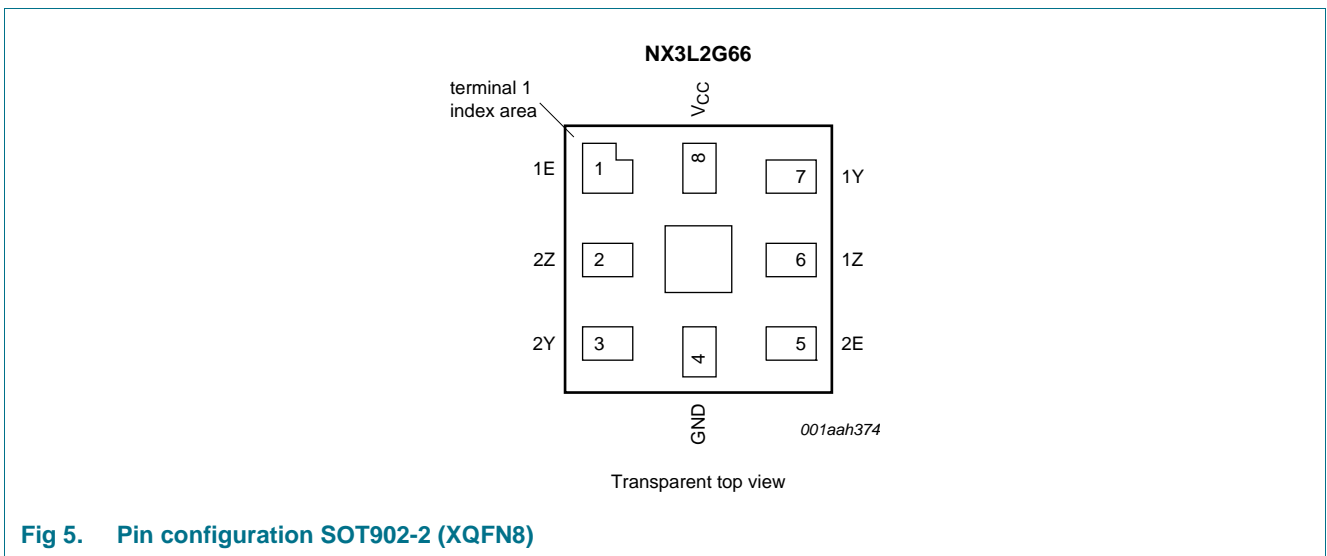 NX3L2G66
terminal 1
index area
VCC
1E 1 8 7 1Y
2Z 2 6 1Z
2Y 3 4 5 2E
GND
001aah374
Transparent top view
Fig 5. Pin configuration SOT902-2 (XQFN8)